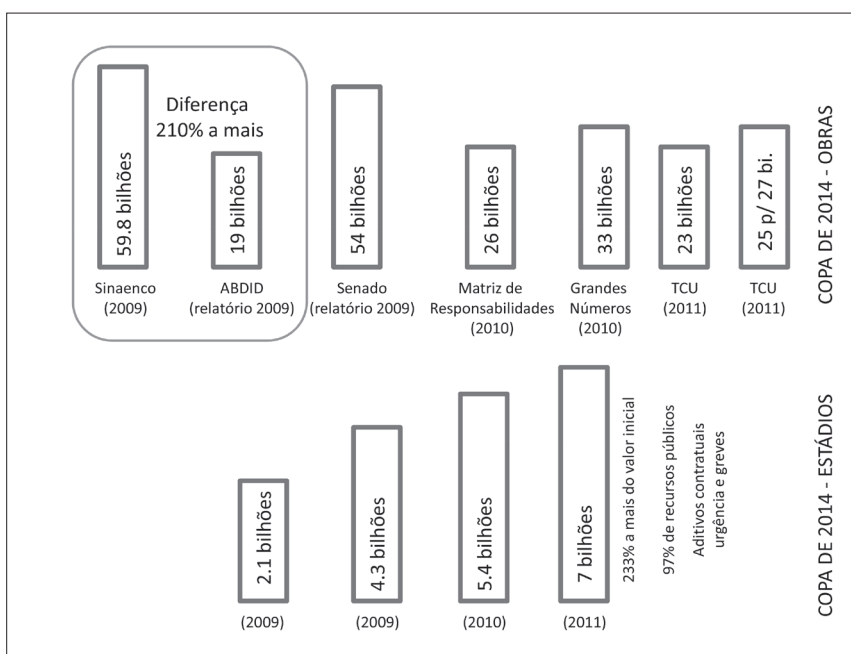 Diferença
210% a mais
59.8 bilhões
19 bilhões
54 bilhões
26 bilhões
33 bilhões
23 bilhões
25 p/ 27 bi.
Sinaenco
(2009)
ABDID
(relatório 2009)
Senado
(relatório 2009)
Matriz de
Responsabilidades
(2010)
Grandes
Números
(2010)
TCU
(2011)
TCU
(2011)
COPA DE 2014 - OBRAS
2.1 bilhões
4.3 bilhões
5.4 bilhões
7 bilhões
233% a mais do valor inicial
97% de recursos públicos
Aditivos contratuais
urgência e greves
(2009)
(2009)
(2010)
(2011)
COPA DE 2014 - ESTÁDIOS